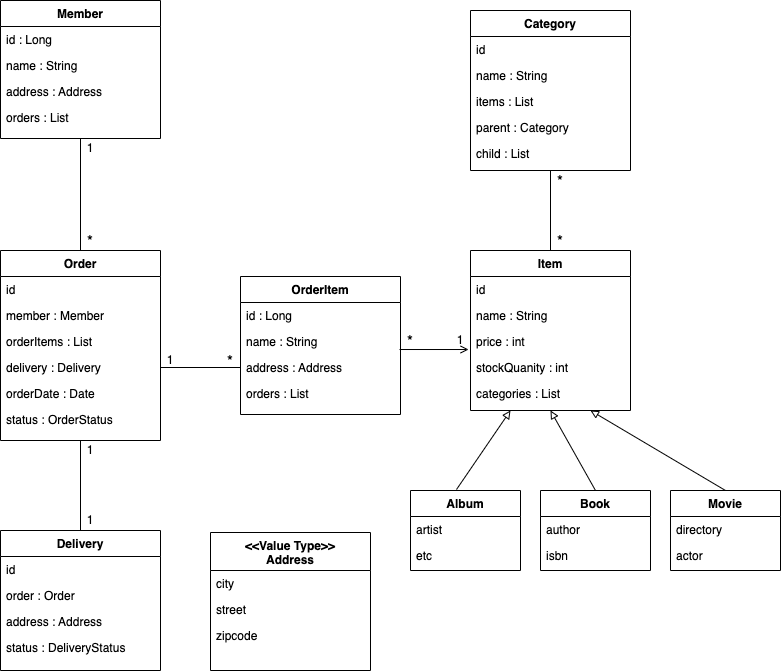 Member
id : Long
name : String
address : Address
orders : List
1
*
Category
id
name : String
items : List
parent : Category
child : List
*
*
Order
id
member : Member
orderItems : List
delivery : Delivery
orderDate : Date
status : OrderStatus
1
*
OrderItem
id : Long
name : String
address : Address
orders : List
*
1
Item
id
name : String
price : int
stockQuanity : int
categories : List
1
1
Delivery
id
order : Order
address : Address
status : DeliveryStatus
<<Value Type>>
Address
city
street
zipcode
Album
artist
etc
Book
author
isbn
Movie
directory
actor